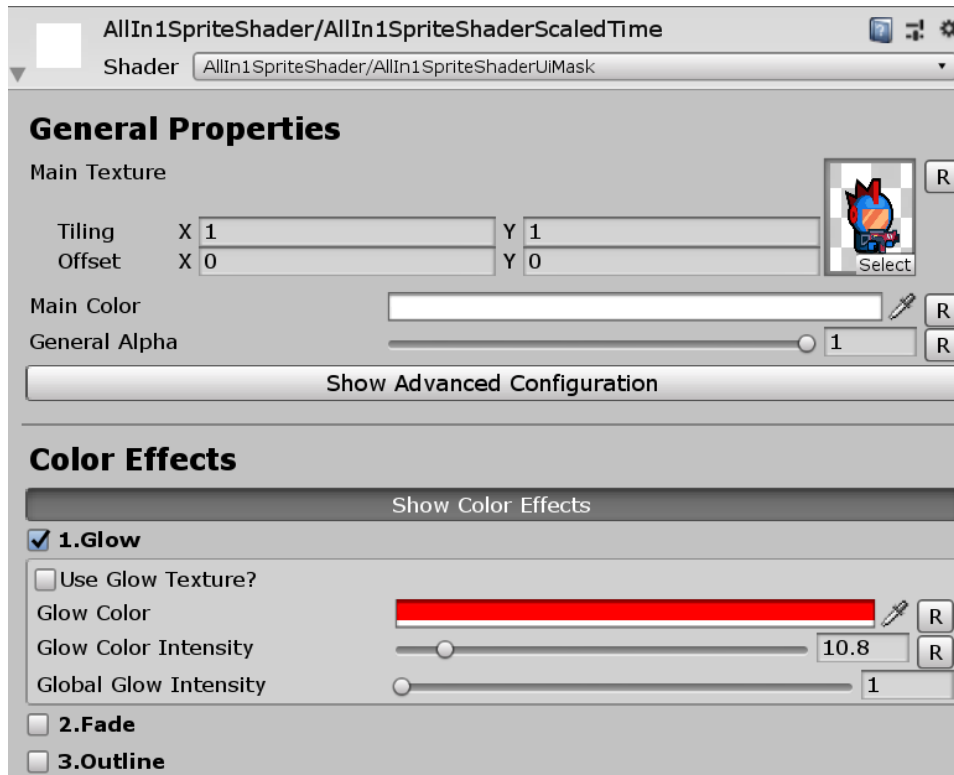 AllIn1SpriteShader/AllIn1SpriteShaderScaledTime
Shader AllIn1SpriteShader/AllIn1SpriteShaderUiMask
General Properties
Main Texture R
Tiling X 1 Y 1
Offset X 0 Y 0
Select
Main Color R
General Alpha 1 R
Show Advanced Configuration
Color Effects
Show Color Effects
1.Glow
Use Glow Texture?
Glow Color R
Glow Color Intensity 10.8 R
Global Glow Intensity 1
2.Fade
3.Outline